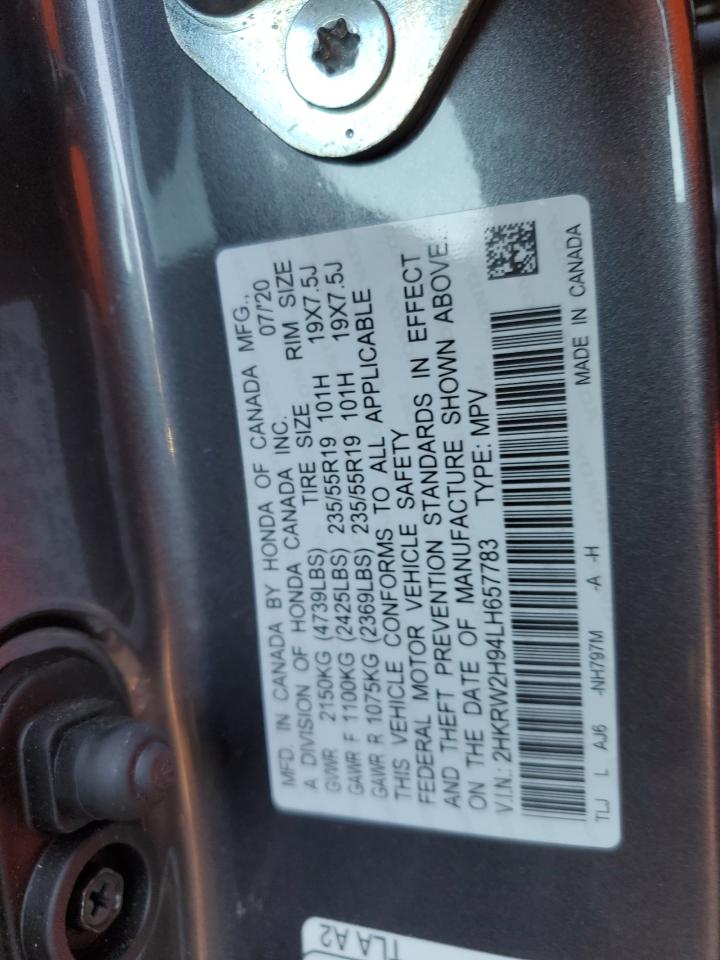 MFD. IN CANADA BY HONDA OF CANADA MFG.,
A DIVISION OF HONDA CANADA INC. 07/'20
TIRE SIZE RIM SIZE
GVWR 2150KG (4739LBS)
GAWR F 1100KG (2425LBS) 235/55R19 101H 19X7.5J
GAWR R 1075KG (2369LBS) 235/55R19 101H 19X7.5J
THIS VEHICLE CONFORMS TO ALL APPLICABLE
FEDERAL MOTOR VEHICLE SAFETY
AND THEFT PREVENTION STANDARDS IN EFFECT
ON THE DATE OF MANUFACTURE SHOWN ABOVE.
V.I.N.: 2HKRW2H94LH657783 TYPE: MPV
TLJ L AJ6 -NH797M -A -H MADE IN CANADA
TLA A2